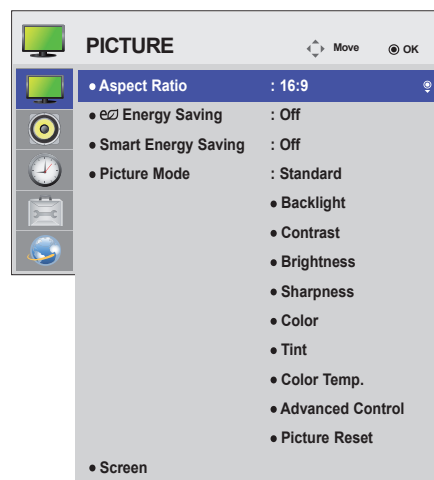 PICTURE Move OK
• Aspect Ratio : 16:9
• Energy Saving : Off
• Smart Energy Saving : Off
• Picture Mode : Standard
• Backlight
• Contrast
• Brightness
• Sharpness
• Color
• Tint
• Color Temp.
• Advanced Control
• Picture Reset
• Screen